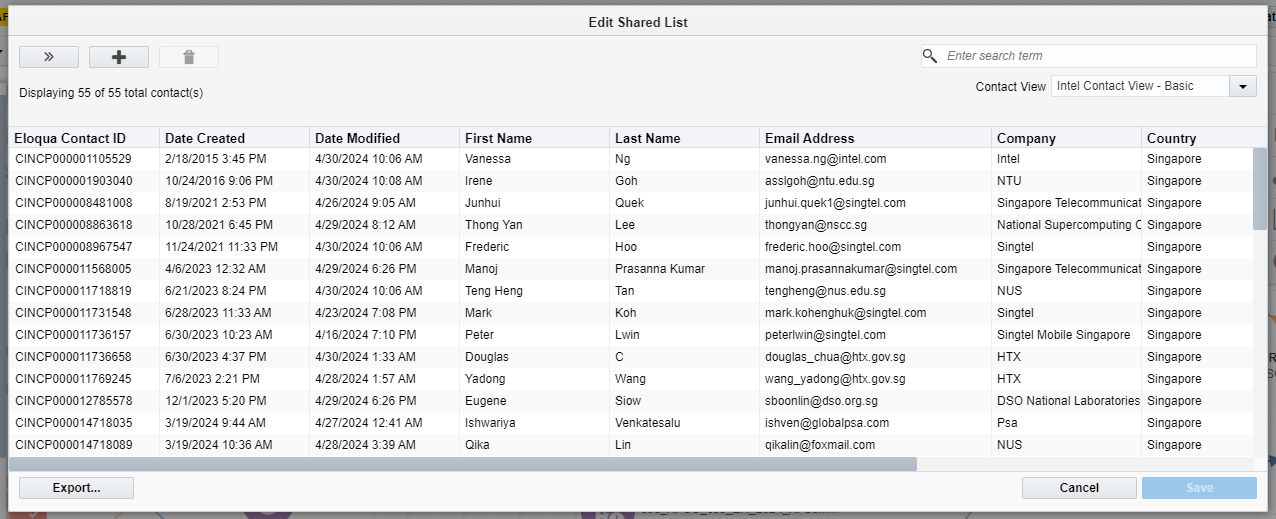 Edit Shared List
Enter search term
Displaying 55 of 55 total contact(s)
Contact View Intel Contact View - Basic
Eloqua Contact ID Date Created Date Modified First Name Last Name Email Address Company Country
CINCP000001105529 2/18/2015 3:45 PM 4/30/2024 10:06 AM Vanessa Ng vanessa.ng@intel.com Intel Singapore
CINCP000001903040 10/24/2016 9:06 PM 4/30/2024 10:08 AM Irene Goh asslgoh@ntu.edu.sg NTU Singapore
CINCP000008481008 8/19/2021 2:53 PM 4/26/2024 9:05 AM Junhui Quek junhui.quek1@singtel.com Singapore Telecommunicat Singapore
CINCP000008863618 10/28/2021 6:45 PM 4/29/2024 8:12 AM Thong Yan Lee thongyan@nscc.sg National Supercomputing C Singapore
CINCP000008967547 11/24/2021 11:33 PM 4/30/2024 10:06 AM Frederic Hoo frederic.hoo@singtel.com Singtel Singapore
CINCP000011568005 4/6/2023 12:32 AM 4/29/2024 6:26 PM Manoj Prasanna Kumar manoj.prasannakumar@singtel.com Singapore Telecommunicat Singapore
CINCP000011718819 6/21/2023 8:24 PM 4/30/2024 10:06 AM Teng Heng Tan tengheng@nus.edu.sg NUS Singapore
CINCP000011731548 6/28/2023 11:33 AM 4/23/2024 7:08 PM Mark Koh mark.kohenghuk@singtel.com Singtel Singapore
CINCP000011736157 6/30/2023 10:23 AM 4/16/2024 7:10 PM Peter Lwin peterlwin@singtel.com Singtel Mobile Singapore Singapore
CINCP000011736658 6/30/2023 4:37 PM 4/30/2024 1:33 AM Douglas C douglas_chua@htx.gov.sg HTX Singapore
CINCP000011769245 7/6/2023 2:21 PM 4/28/2024 1:57 AM Yadong Wang wang_yadong@htx.gov.sg HTX Singapore
CINCP000012785578 12/1/2023 5:20 PM 4/29/2024 6:26 PM Eugene Siow sboonlin@dso.org.sg DSO National Laboratories Singapore
CINCP000014718035 3/19/2024 9:44 AM 4/27/2024 12:41 AM Ishwariya Venkatesalu ishven@globalpsa.com Psa Singapore
CINCP000014718089 3/19/2024 10:36 AM 4/28/2024 3:39 AM Qika Lin qikalin@foxmail.com NUS Singapore
Export... Cancel Save